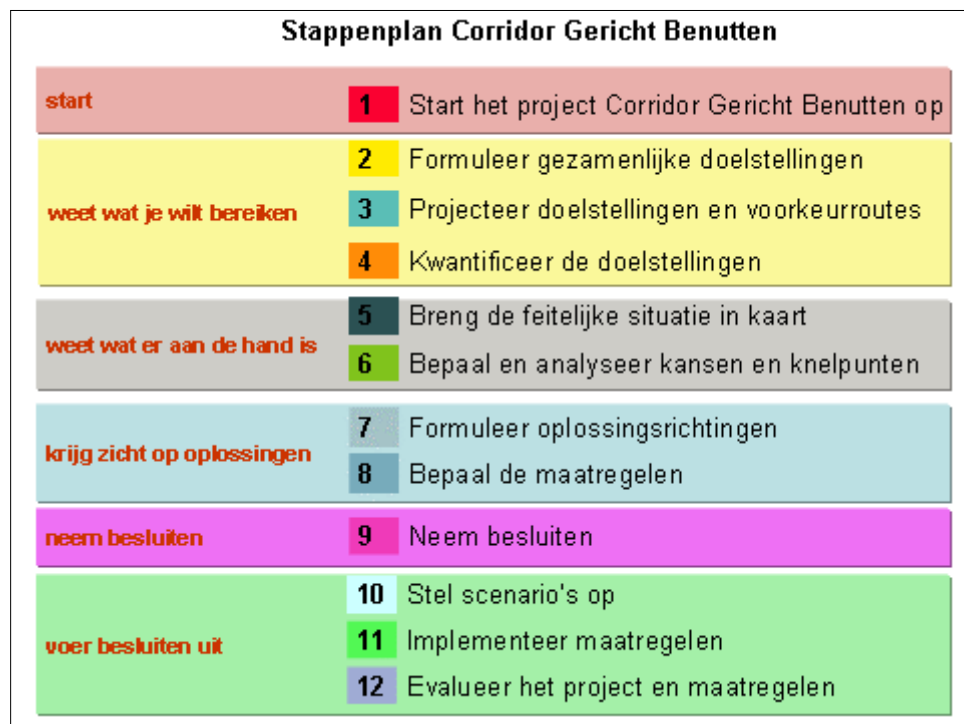 Stappenplan Corridor Gericht Benutten
start
1 Start het project Corridor Gericht Benutten op
weet wat je wilt bereiken
2 Formuleer gezamenlijke doelstellingen
3 Projecteer doelstellingen en voorkeurroutes
4 Kwantificeer de doelstellingen
weet wat er aan de hand is
5 Breng de feitelijke situatie in kaart
6 Bepaal en analyseer kansen en knelpunten
krijg zicht op oplossingen
7 Formuleer oplossingsrichtingen
8 Bepaal de maatregelen
neem besluiten
9 Neem besluiten
voer besluiten uit
10 Stel scenario's op
11 Implementeer maatregelen
12 Evalueer het project en maatregelen